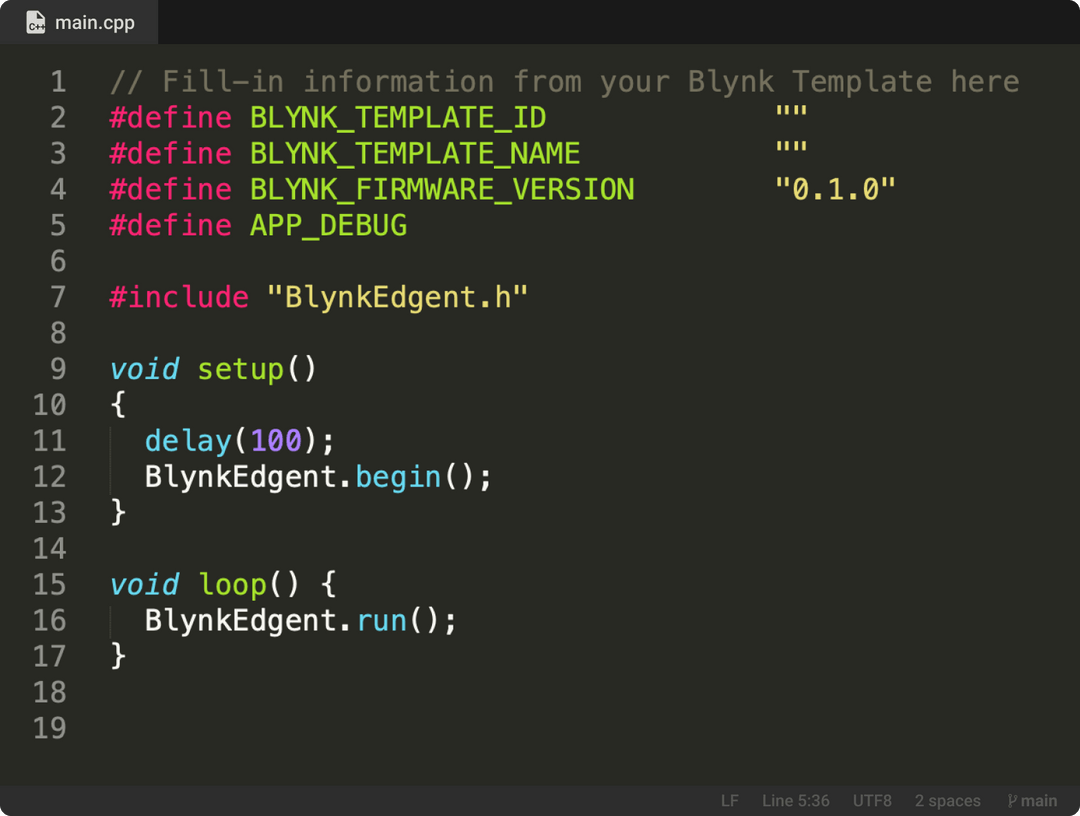 C++ main.cpp
1 // Fill-in information from your Blynk Template here
2 #define BLYNK_TEMPLATE_ID ""
3 #define BLYNK_TEMPLATE_NAME ""
4 #define BLYNK_FIRMWARE_VERSION "0.1.0"
5 #define APP_DEBUG
6
7 #include "BlynkEdgent.h"
8
9 void setup()
10 {
11 delay(100);
12 BlynkEdgent.begin();
13 }
14
15 void loop() {
16 BlynkEdgent.run();
17 }
18
19
LF Line 5:36 UTF8 2 spaces main